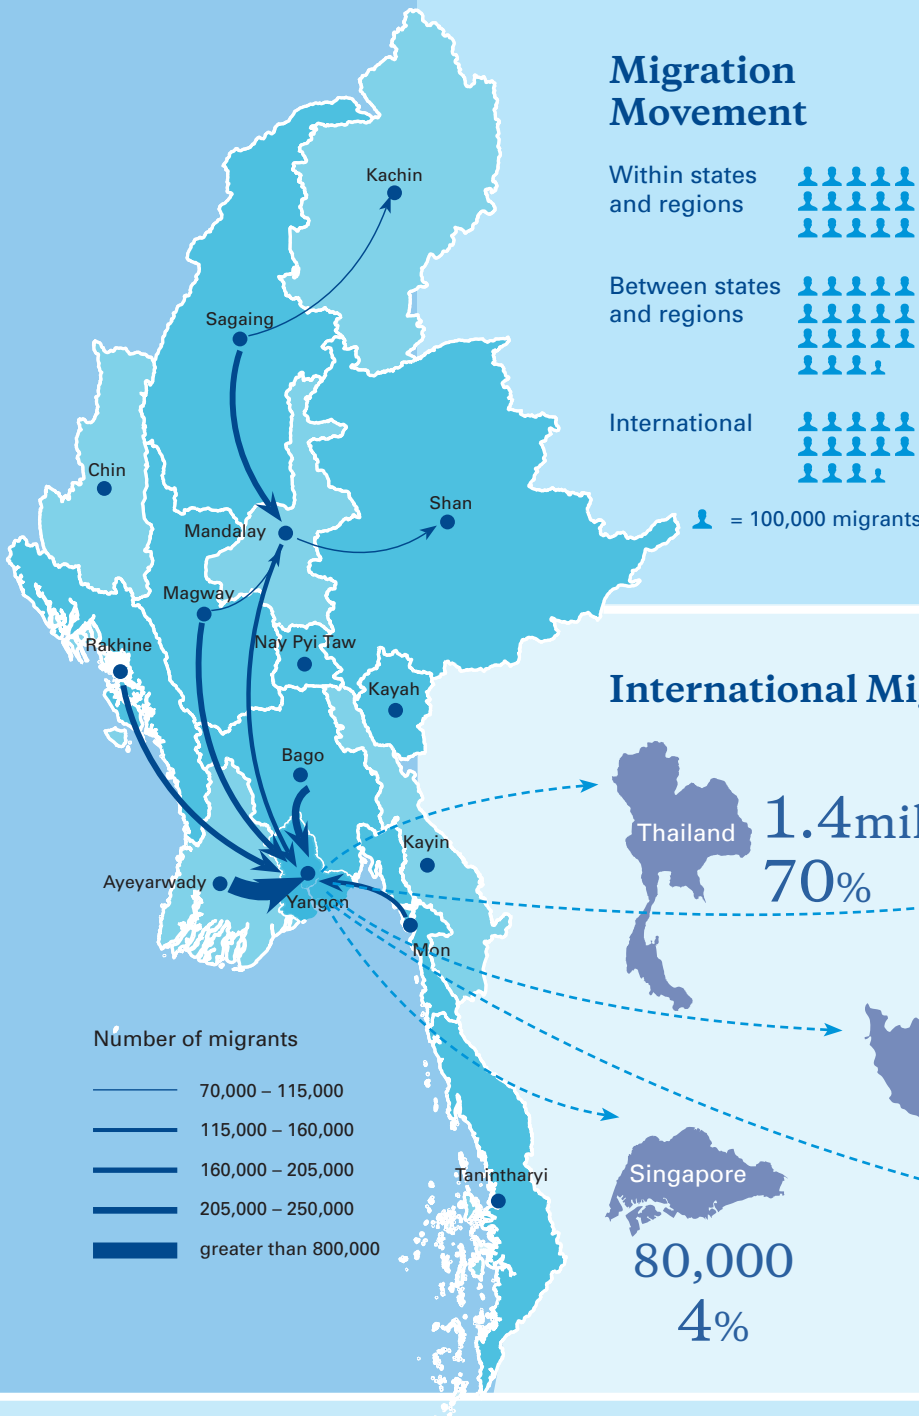 Migration
Movement
Within states
and regions
Between states
and regions
International
= 100,000 migrants
Kachin
Sagaing
Chin
Shan
Mandalay
Magway
Rakhine
Nay Pyi Taw
Kayah
Bago
Kayin
Ayeyarwady
Yangon
Mon
Tanintharyi
Number of migrants
70,000 – 115,000
115,000 – 160,000
160,000 – 205,000
205,000 – 250,000
greater than 800,000
International Mi
Thailand
1.4mil
70%
Singapore
80,000
4%